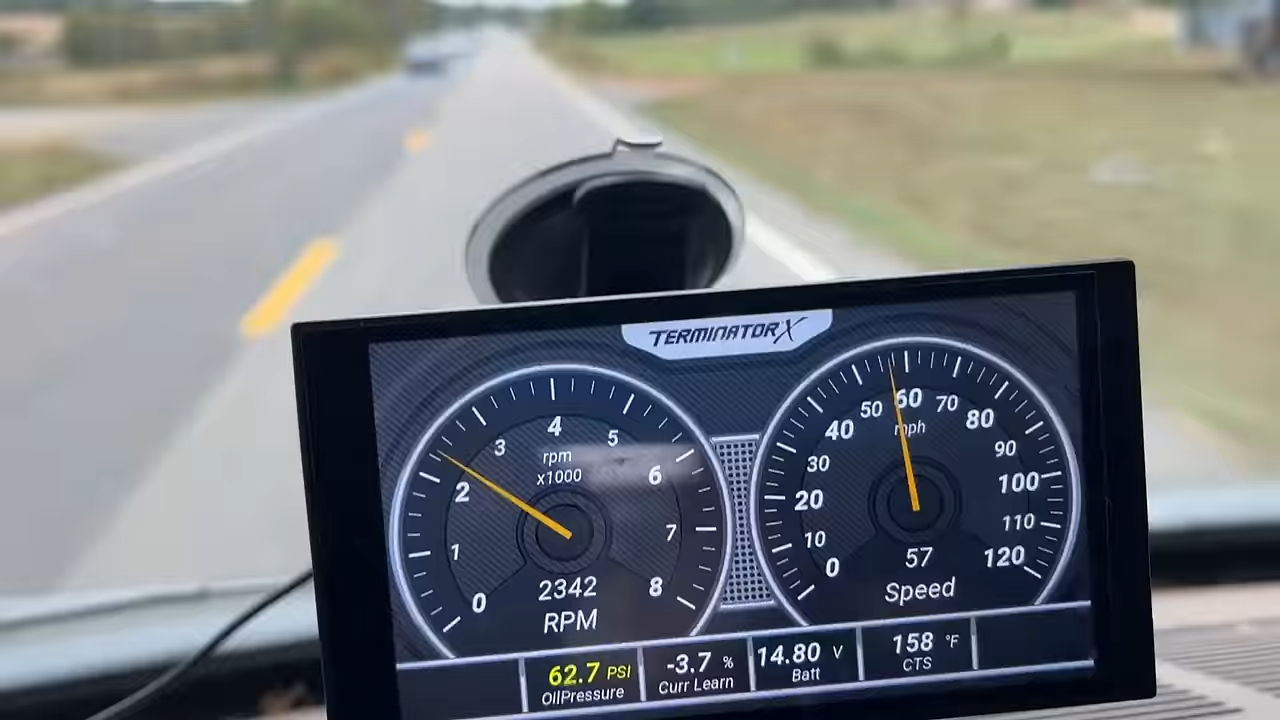 TERMINATOR X
0
1
2
3
4
5
6
7
8
rpm
x1000
2342
RPM
0
10
20
30
40
50
60
70
80
90
100
110
120
mph
57
Speed
62.7 PSI
OilPressure
-3.7 %
Curr Learn
14.80 V
Batt
158 °F
CTS